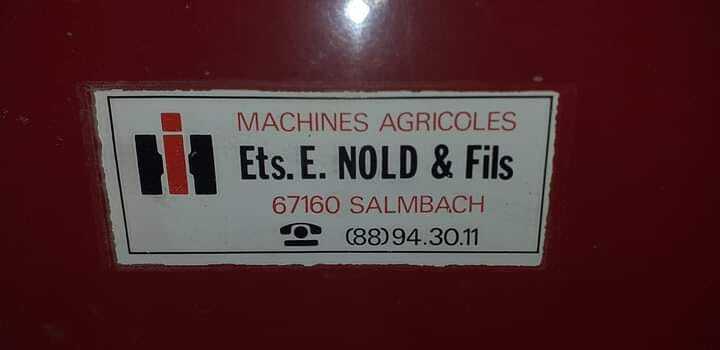 MACHINES AGRICOLES
Ets. E. NOLD & Fils
67160 SALMBACH
(88) 94.30.11